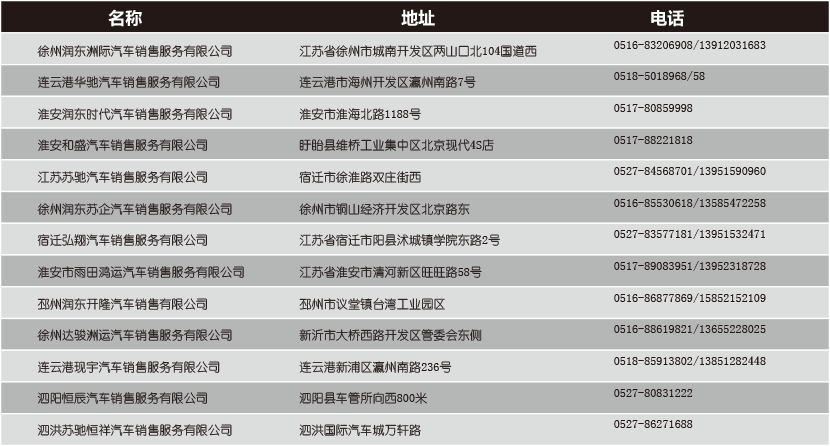 名称 地址 电话
徐州润东洲际汽车销售服务有限公司 江苏省徐州市城南开发区两山口北104国道西 0516-83206908/13912031683
连云港华驰汽车销售服务有限公司 连云港市海州开发区瀛州南路7号 0518-5018968/58
淮安润东时代汽车销售服务有限公司 淮安市淮海北路1188号 0517-80859998
淮安和盛汽车销售服务有限公司 盱眙县维桥工业集中区北京现代4S店 0517-88221818
江苏苏驰汽车销售服务有限公司 宿迁市徐淮路双庄街西 0527-84568701/13951590960
徐州润东苏企汽车销售服务有限公司 徐州市铜山经济开发区北京路东 0516-85530618/13585472258
宿迁弘翔汽车销售服务有限公司 江苏省宿迁市阳县沭城镇学院东路2号 0527-83577181/13951532471
淮安市雨田鸿运汽车销售服务有限公司 江苏省淮安市清河新区旺旺路58号 0517-89083951/13952318728
邳州润东开隆汽车销售有限公司 邳州市议堂镇台湾工业园区 0516-86877869/15852152109
徐州达骏洲运汽车销售服务有限公司 新沂市大桥西路开发区管委会东侧 0516-88619821/13655228025
连云港现宇汽车销售服务有限公司 连云港新浦区瀛州南路236号 0518-85913802/13851282448
泗阳恒辰汽车销售服务有限公司 泗阳县车管所向西800米 0527-80831222
泗洪苏驰恒祥汽车销售服务有限公司 泗洪国际汽车城万轩路 0527-86271688